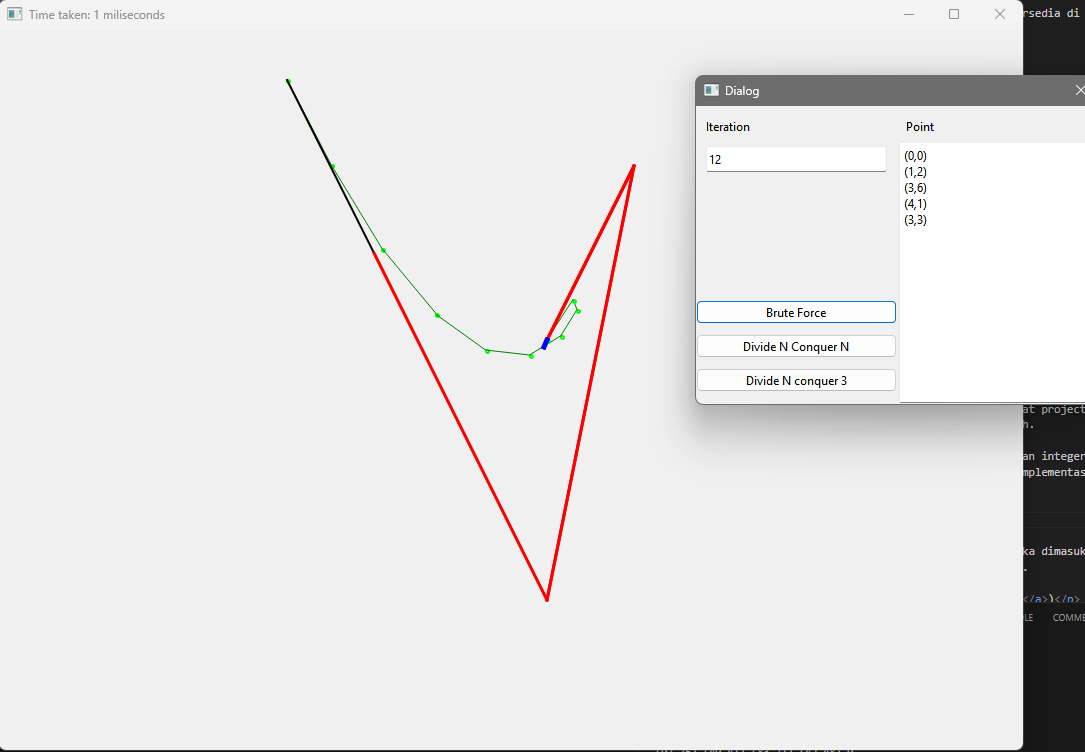 Time taken: 1 miliseconds
rsedia di
Dialog
Iteration
Point
12
(0,0)
(1,2)
(3,6)
(4,1)
(3,3)
Brute Force
Divide N Conquer N
Divide N conquer 3
at project
n.
an integer
mplementas
ka dimasuk
.
</a>)</n>
LE COMME